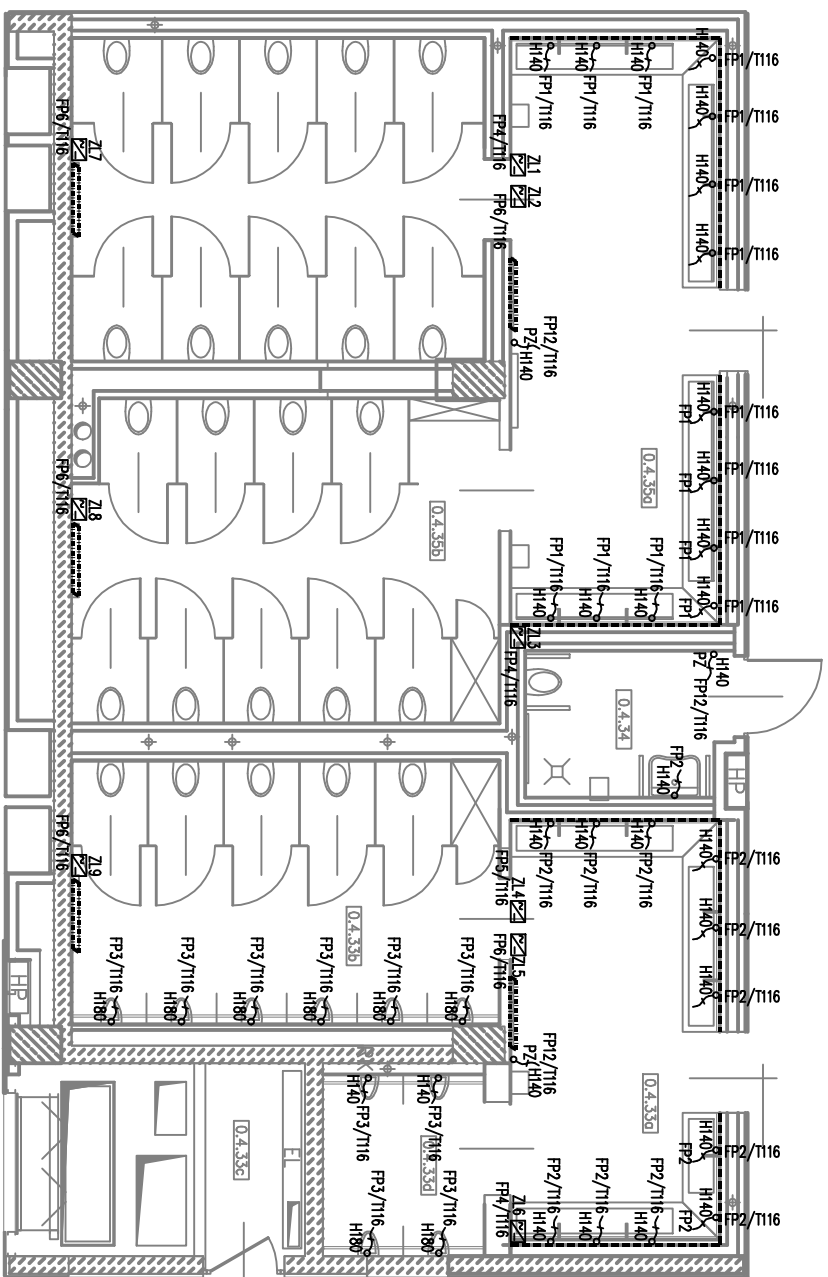 H140
FP1/T116
H140
FP1/T116
H140
FP1/T116
H140
FP1/T116
H140
FP1/T116
H140
FP1/T116
H140
FP1/T116
FP6/T116
ZL7
FP4/T116
ZL1
ZL2
FP6/T116
FP12/T116
PZ/H140
H140
FP1/T116
FP1
H140
FP1/T116
FP1
H140
FP1/T116
FP1
H140
FP1/T116
FP1
0.4.35a
0.4.35b
FP6/T116
ZL8
FP1/T116
H140
FP1/T116
H140
FP1/T116
H140
ZL3
FP4/T116
H140
PZ
FP12/T116
0.4.34
FP2
H140
HP
H140
FP2/T116
H140
FP2/T116
H140
FP2/T116
H140
FP2/T116
H140
FP2/T116
H140
FP2/T116
FP6/T116
ZL9
FP5/T116
ZL4
ZL5
FP6/T116
0.4.33b
FP3/T116
H180
FP3/T116
H180
FP3/T116
H180
FP3/T116
H180
FP3/T116
H180
FP3/T116
H180
HP
FP12/T116
PZ/H140
RK
0.4.33a
H140
FP3/T116
H140
FP3/T116
0.4.33c
EL
0.4.33d
FP3/T116
H180
FP3/T116
H180
FP4/T116
ZL6
FP2/T116
H140
FP2/T116
H140
FP2/T116
H140
H140
FP2/T116
FP2
H140
FP2/T116
FP2